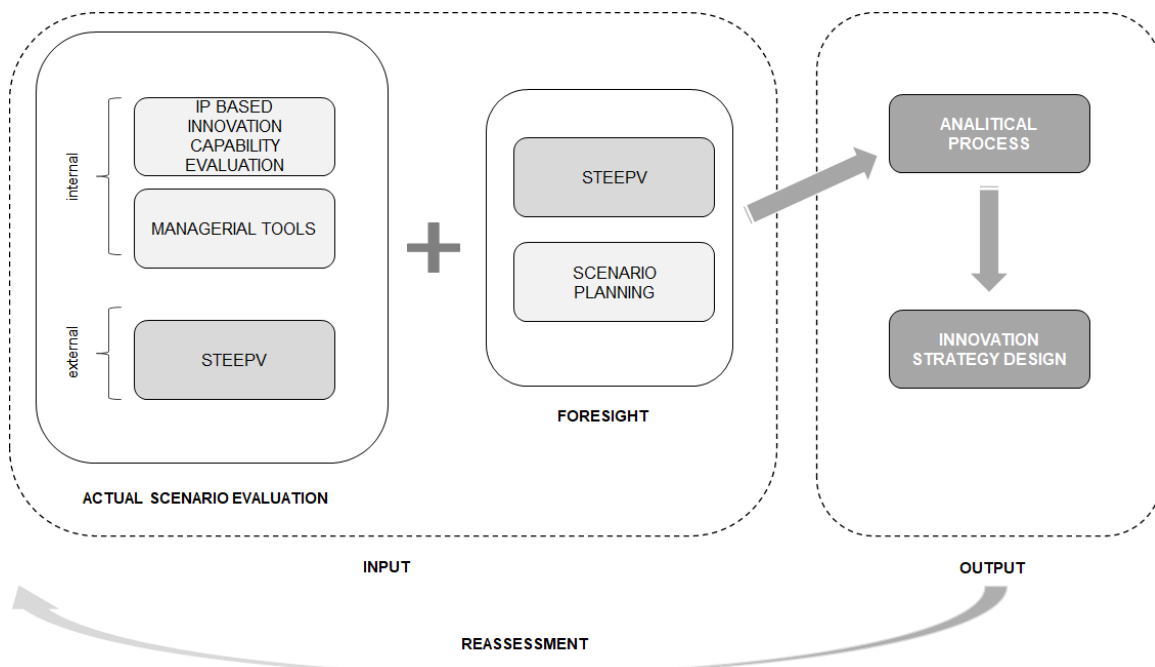 internal
IP BASED
INNOVATION
CAPABILITY
EVALUATION
MANAGERIAL TOOLS
external
STEEPV
ACTUAL SCENARIO EVALUATION
STEEPV
SCENARIO
PLANNING
FORESIGHT
INPUT
ANALITICAL
PROCESS
INNOVATION
STRATEGY DESIGN
OUTPUT
REASSESSMENT